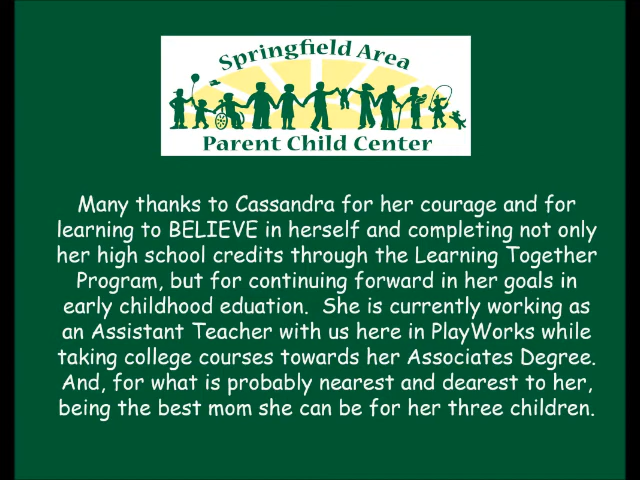 Springfield Area
Parent Child Center
Many thanks to Cassandra for her courage and for
learning to BELIEVE in herself and completing not only
her high school credits through the Learning Together
Program, but for continuing forward in her goals in
early childhood eduation.  She is currently working as
an Assistant Teacher with us here in PlayWorks while
taking college courses towards her Associates Degree.
And, for what is probably nearest and dearest to her,
being the best mom she can be for her three children.